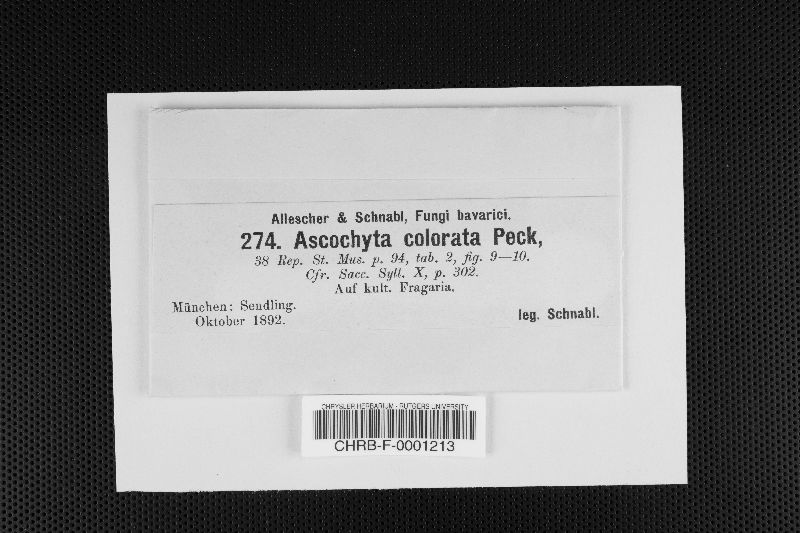 Allescher & Schnabl, Fungi bavarici.
274. Ascochyta colorata Peck,
38 Rep. St. Mus. p. 94, tab. 2, fig. 9—10.
Cfr. Sacc. Syll. X, p. 302.
Auf kult. Fragaria.
München: Sendling.
Oktober 1892.
leg. Schnabl.
CHRYSLER HERBARIUM - RUTGERS UNIVERSITY
CHRB-F-0001213